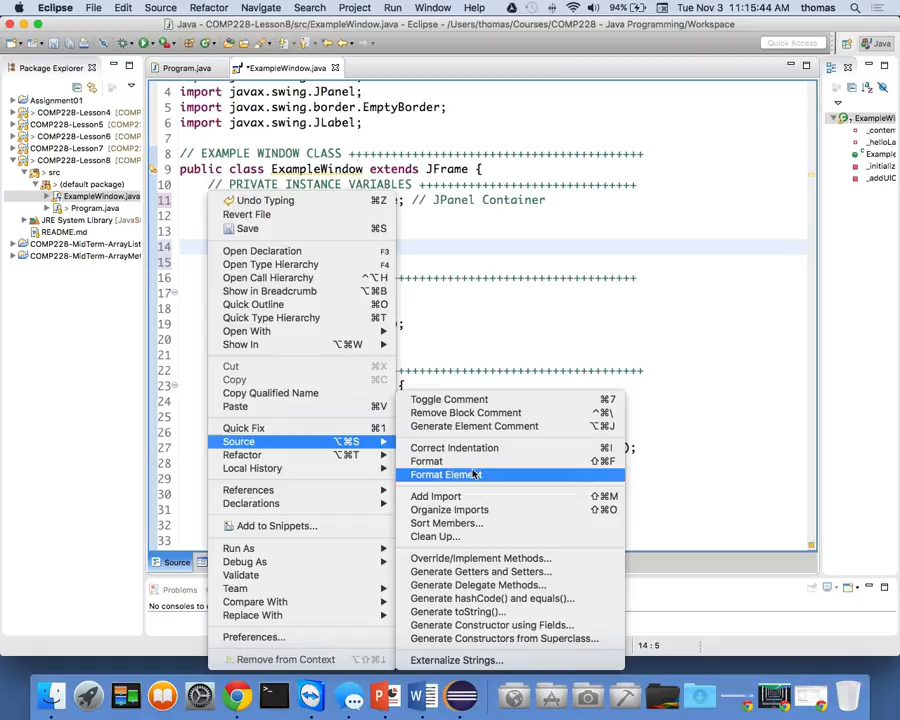 Eclipse File Edit Source Refactor Navigate Search Project Run Window Help 94% Tue Nov 3 11:15:44 AM thomas
Java - COMP228-Lesson8/src/ExampleWindow.java - Eclipse - /Users/thomas/Courses/COMP228 - Java Programming/Workspace
Quick Access
Java
Package Explorer
Assignment01
> COMP228-Lesson4 [COMP
COMP228-Lesson5 [COMP
> COMP228-Lesson6 [COMP
COMP228-Lesson7 [COMP
> COMP228-Lesson8 [COMP
> src
> (default package)
> ExampleWindow.java
> Program.java
JRE System Library [JavaS
README.md
COMP228-MidTerm-ArrayList
COMP228-MidTerm-ArrayMet
Program.java
*ExampleWindow.java
4 import javax.swing.JPanel;
5 import javax.swing.border.EmptyBorder;
6 import javax.swing.JLabel;
7
8 // EXAMPLE WINDOW CLASS ++++++++++++++++++++++++++++++++++++++
9 public class ExampleWindow extends JFrame {
10 // PRIVATE INSTANCE VARIABLES ++++++++++++++++++++++++++++
11 ; // JPanel Container
12
14
15
16
17
18
19 );
20
21
22
23 {
24
25
26
27 );
28
29
30
31
32
33
Undo Typing ⌘Z
Revert File
Save ⌘S
Open Declaration F3
Open Type Hierarchy F4
Open Call Hierarchy ^⌥H
Show in Breadcrumb ⌥⌘B
Quick Outline ⌘O
Quick Type Hierarchy ⌘T
Open With
Show In ⌥⌘W
Cut ⌘X
Copy ⌘C
Copy Qualified Name
Paste ⌘V
Quick Fix ⌘1
Source ⌥⌘S
Refactor ⌥⌘T
Local History
References
Declarations
Add to Snippets...
Run As
Debug As
Validate
Team
Compare With
Replace With
Preferences...
Remove from Context ⌥⇧⌘↓
Toggle Comment ⌘7
Remove Block Comment ^⌘\
Generate Element Comment ⌥⌘J
Correct Indentation ⌘I
Format ⇧⌘F
Format Element
Add Import ⇧⌘M
Organize Imports ⇧⌘O
Sort Members...
Clean Up...
Override/Implement Methods...
Generate Getters and Setters...
Generate Delegate Methods...
Generate hashCode() and equals()...
Generate toString()...
Generate Constructor using Fields...
Generate Constructors from Superclass...
Externalize Strings...
ExampleWi
_conten
_helloLa
Example
_initializ
_addUIC
Source
Problems
No consoles to
14 : 5